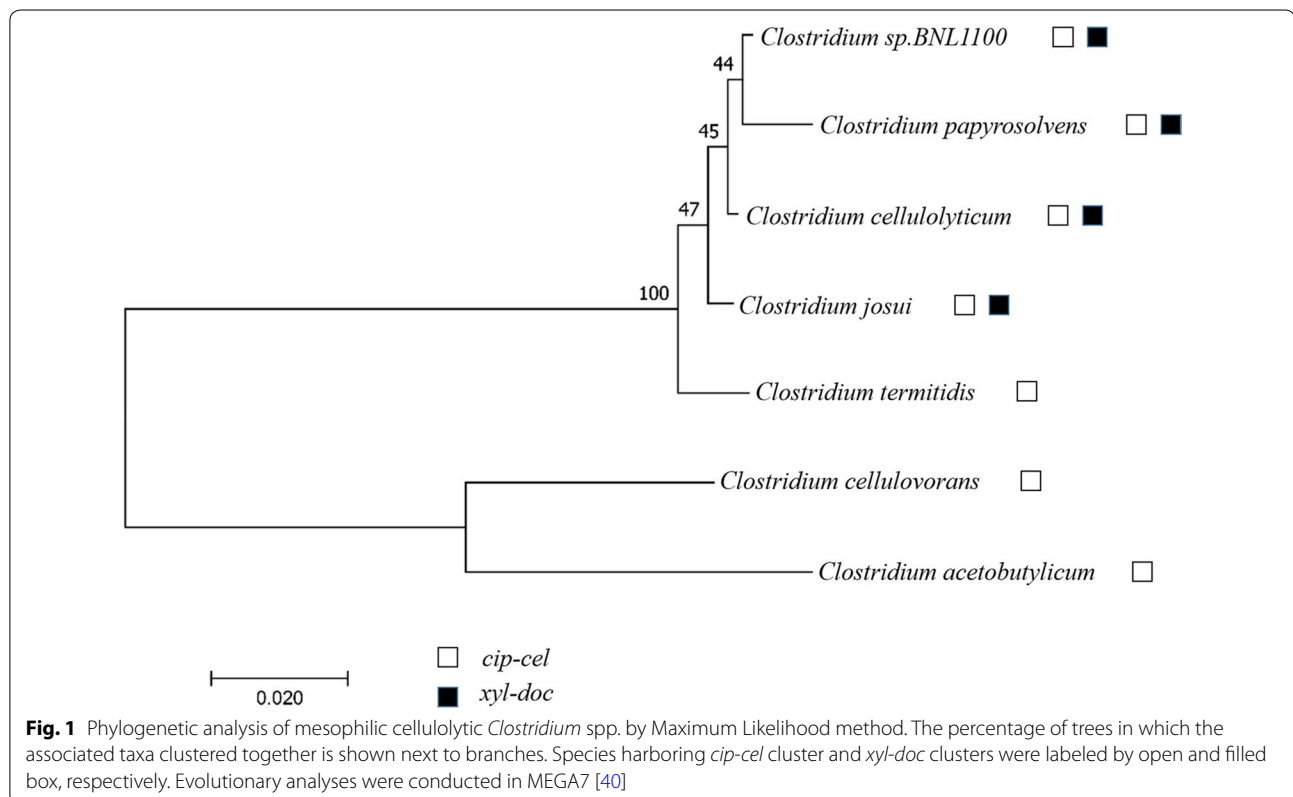 Clostridium sp.BNL1100
44
Clostridium papyrosolvens
45
Clostridium cellulolyticum
47
Clostridium josui
100
Clostridium termitidis
Clostridium cellulovorans
Clostridium acetobutylicum
cip-cel
xyl-doc
0.020
Fig. 1 Phylogenetic analysis of mesophilic cellulolytic Clostridium spp. by Maximum Likelihood method. The percentage of trees in which the
associated taxa clustered together is shown next to branches. Species harboring cip-cel cluster and xyl-doc clusters were labeled by open and filled
box, respectively. Evolutionary analyses were conducted in MEGA7 [40]